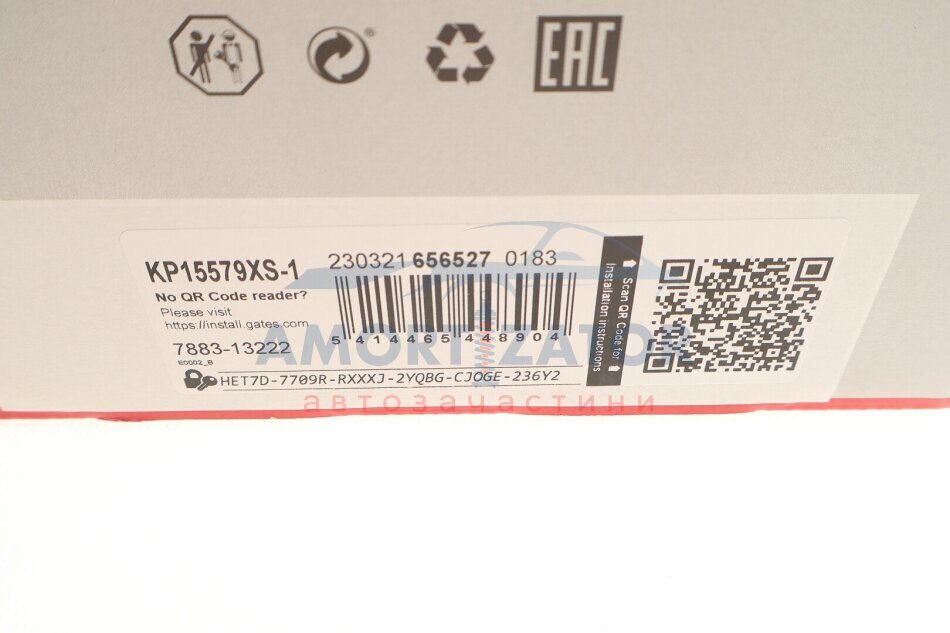 EAC
KP15579XS-1
230321 656527 0183
No QR Code reader?
Please visit
https://install.gates.com
7883-13222
E0002_B
5 414465 448904
HET7D-7709R-RXXXJ-2YQBG-CJOGE-236Y2
Scan QR Code for
Installation instructions
AMORTIZATOR
автозапчастини